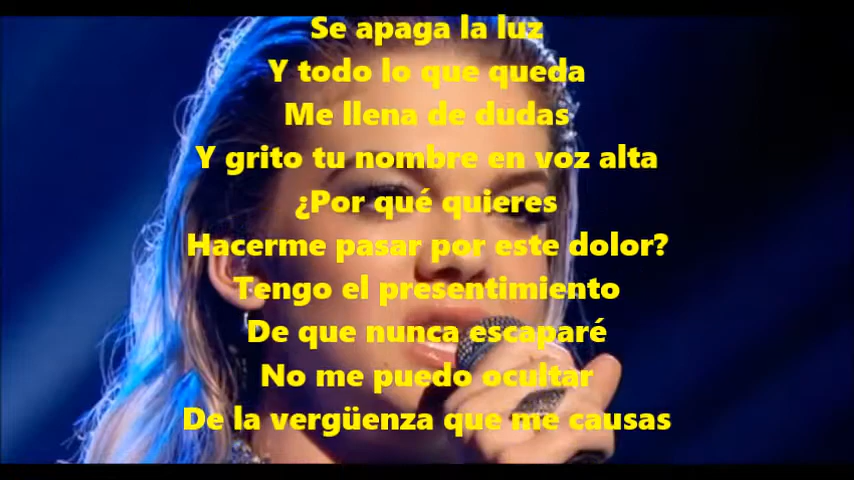 Se apaga la luz
Y todo lo que queda
Me llena de dudas
Y grito tu nombre en voz alta
¿Por qué quieres
Hacerme pasar por este dolor?
Tengo el presentimiento
De que nunca escaparé
No me puedo ocultar
De la vergüenza que me causas